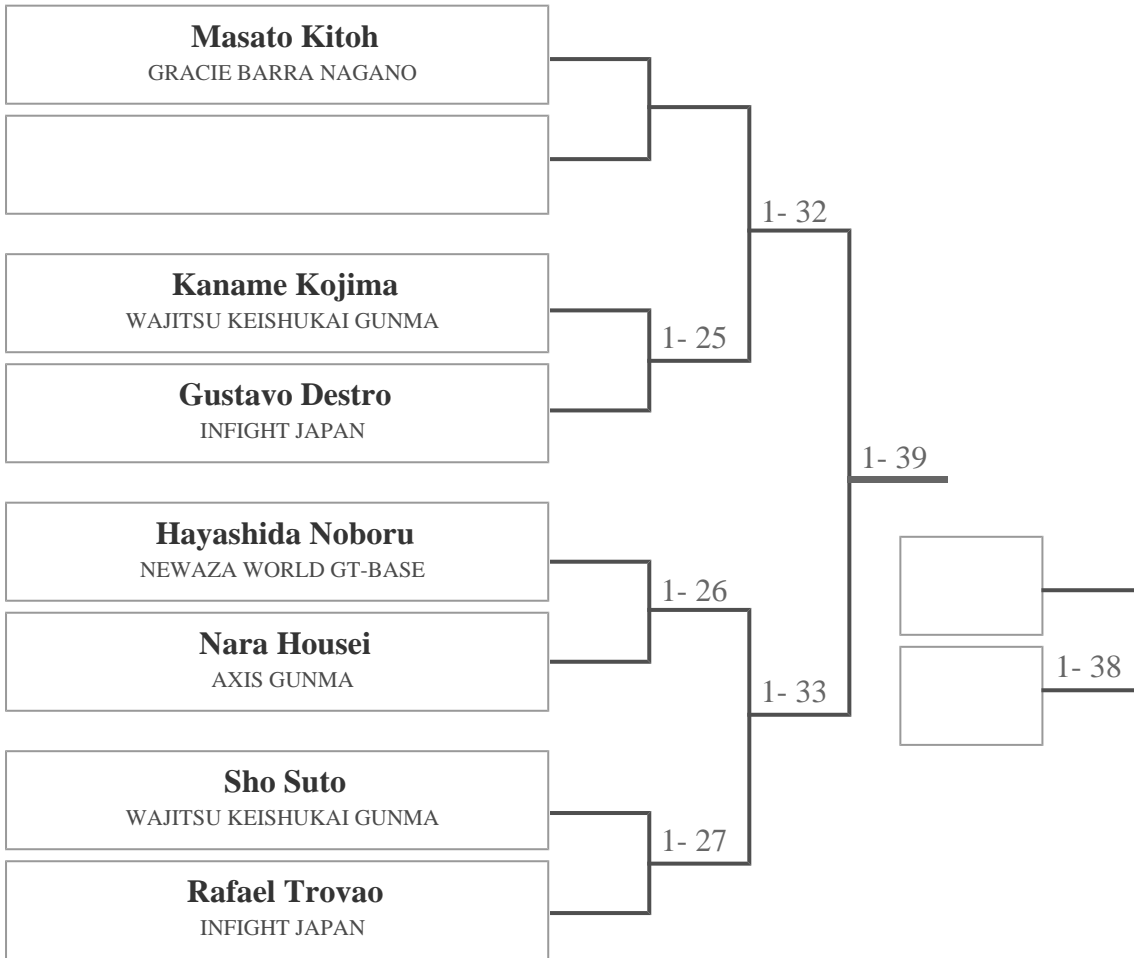 Masato Kitoh
GRACIE BARRA NAGANO
1- 32
Kaname Kojima
WAJITSU KEISHUKAI GUNMA
1- 25
Gustavo Destro
INFIGHT JAPAN
1- 39
Hayashida Noboru
NEWAZA WORLD GT-BASE
1- 26
Nara Housei
AXIS GUNMA
1- 33
1- 38
Sho Suto
WAJITSU KEISHUKAI GUNMA
1- 27
Rafael Trovao
INFIGHT JAPAN